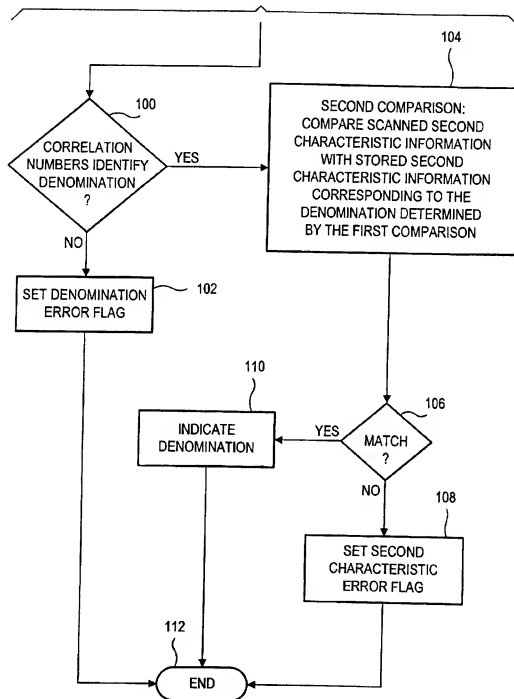 104
100
SECOND COMPARISON:
COMPARE SCANNED SECOND
CHARACTERISTIC INFORMATION
WITH STORED SECOND
CHARACTERISTIC INFORMATION
CORRESPONDING TO THE
DENOMINATION DETERMINED
BY THE FIRST COMPARISON
CORRELATION
NUMBERS IDENTIFY
DENOMINATION
?
YES
NO
SET DENOMINATION
ERROR FLAG
102
110
INDICATE
DENOMINATION
YES
106
MATCH
?
NO
108
SET SECOND
CHARACTERISTIC
ERROR FLAG
112
END